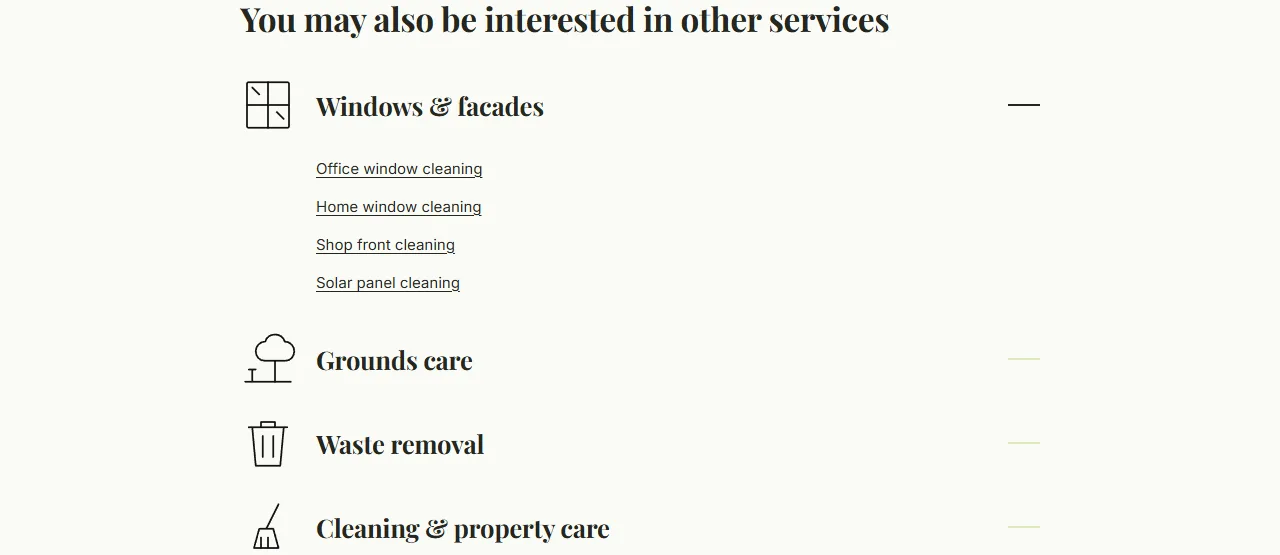 You may also be interested in other services
Windows & facades
Office window cleaning
Home window cleaning
Shop front cleaning
Solar panel cleaning
Grounds care
Waste removal
Cleaning & property care